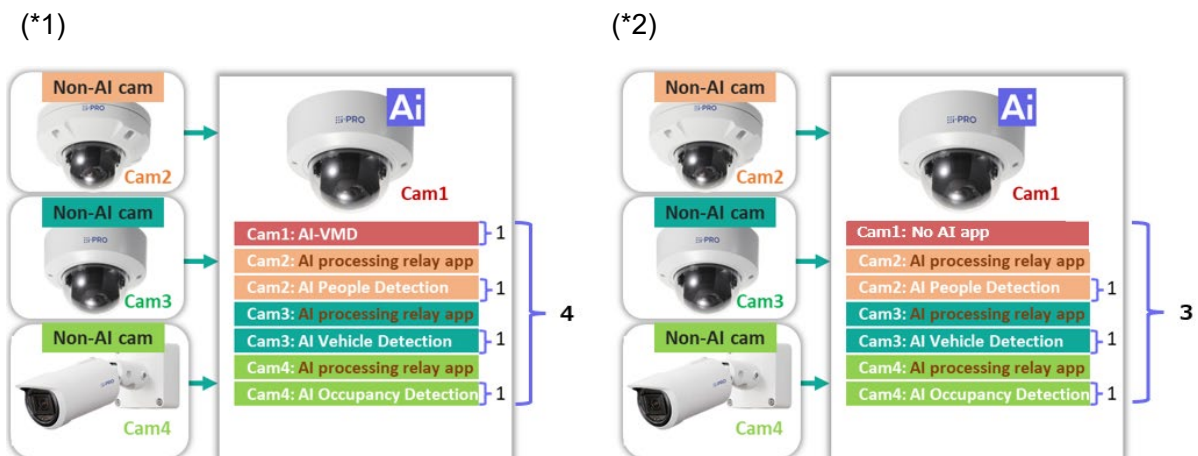 (*1)
Non-AI cam
i-PRO
Cam2
Non-AI cam
i-PRO
Cam3
Non-AI cam
Cam4
i-PRO
Ai
Cam1
Cam1: AI-VMD
1
Cam2: AI processing relay app
Cam2: AI People Detection
1
Cam3: AI processing relay app
Cam3: AI Vehicle Detection
1
Cam4: AI processing relay app
Cam4: AI Occupancy Detection
1
4
(*2)
Non-AI cam
i-PRO
Cam2
Non-AI cam
i-PRO
Cam3
Non-AI cam
Cam4
i-PRO
Ai
Cam1
Cam1: No AI app
Cam2: AI processing relay app
Cam2: AI People Detection
1
Cam3: AI processing relay app
Cam3: AI Vehicle Detection
1
Cam4: AI processing relay app
Cam4: AI Occupancy Detection
1
3